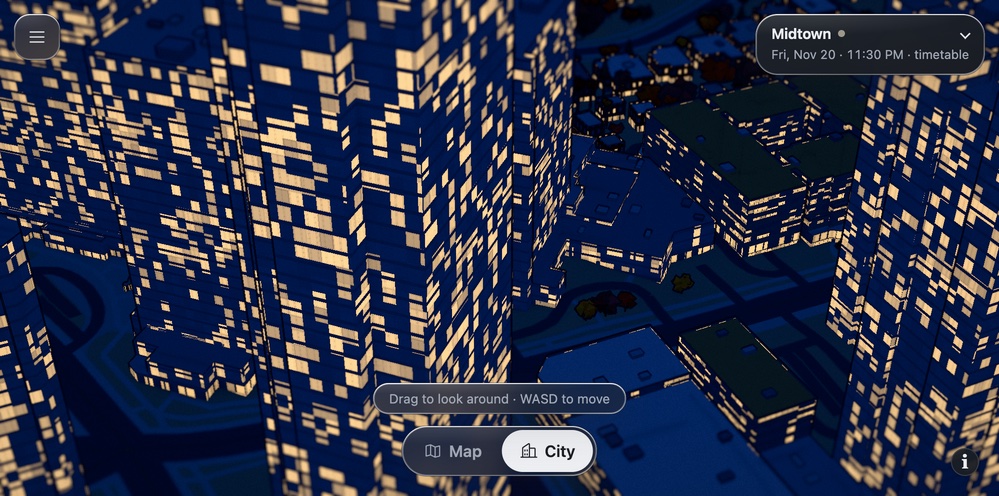 Midtown
Fri, Nov 20 · 11:30 PM · timetable
Drag to look around · WASD to move
Map
City
i